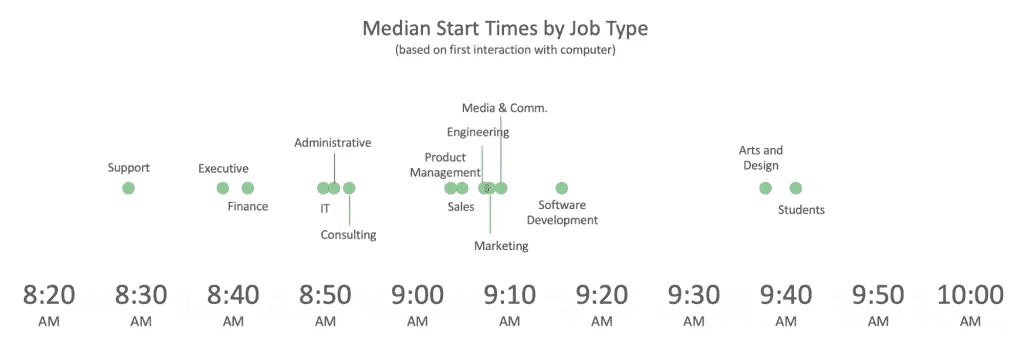 Median Start Times by Job Type
(based on first interaction with computer)
Media & Comm.
Engineering
Administrative
Product
Management
Arts and
Design
Support
Executive
Finance
IT
Sales
Software
Development
Students
Consulting
Marketing
8:20 8:30 8:40 8:50 9:00 9:10 9:20 9:30 9:40 9:50 10:00
AM AM AM AM AM AM AM AM AM AM AM